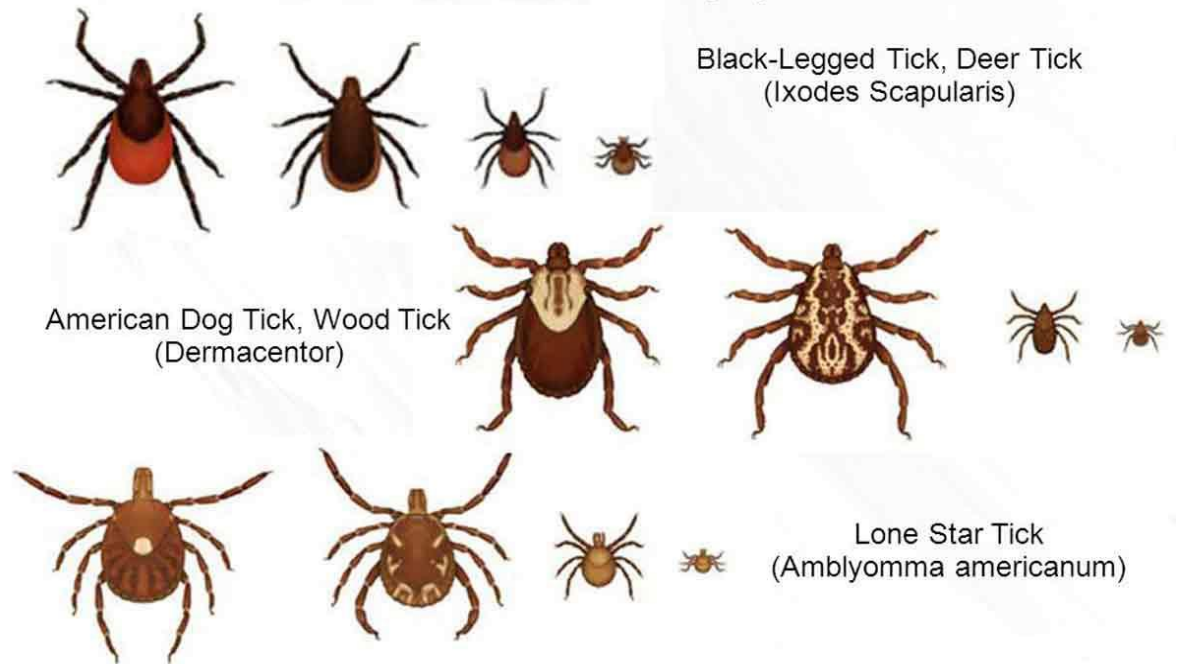 Black-Legged Tick, Deer Tick
(Ixodes Scapularis)
American Dog Tick, Wood Tick
(Dermacentor)
Lone Star Tick
(Amblyomma americanum)